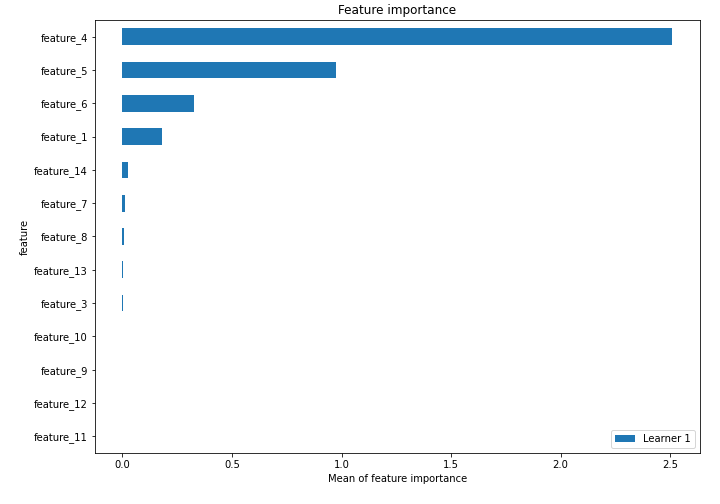 Feature importance
feature_4
feature_5
feature_6
feature_1
feature_14
feature_7
feature_8
feature_13
feature_3
feature_10
feature_9
feature_12
feature_11
feature
Learner 1
0.0 0.5 1.0 1.5 2.0 2.5
Mean of feature importance